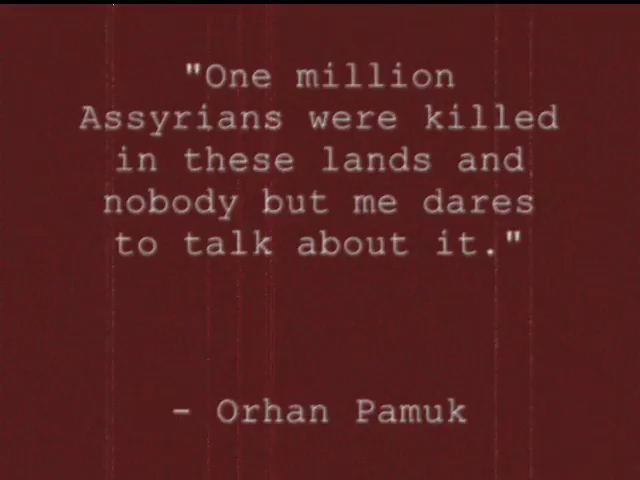 "One million
Assyrians were killed
in these lands and
nobody but me dares
to talk about it."
- Orhan Pamuk